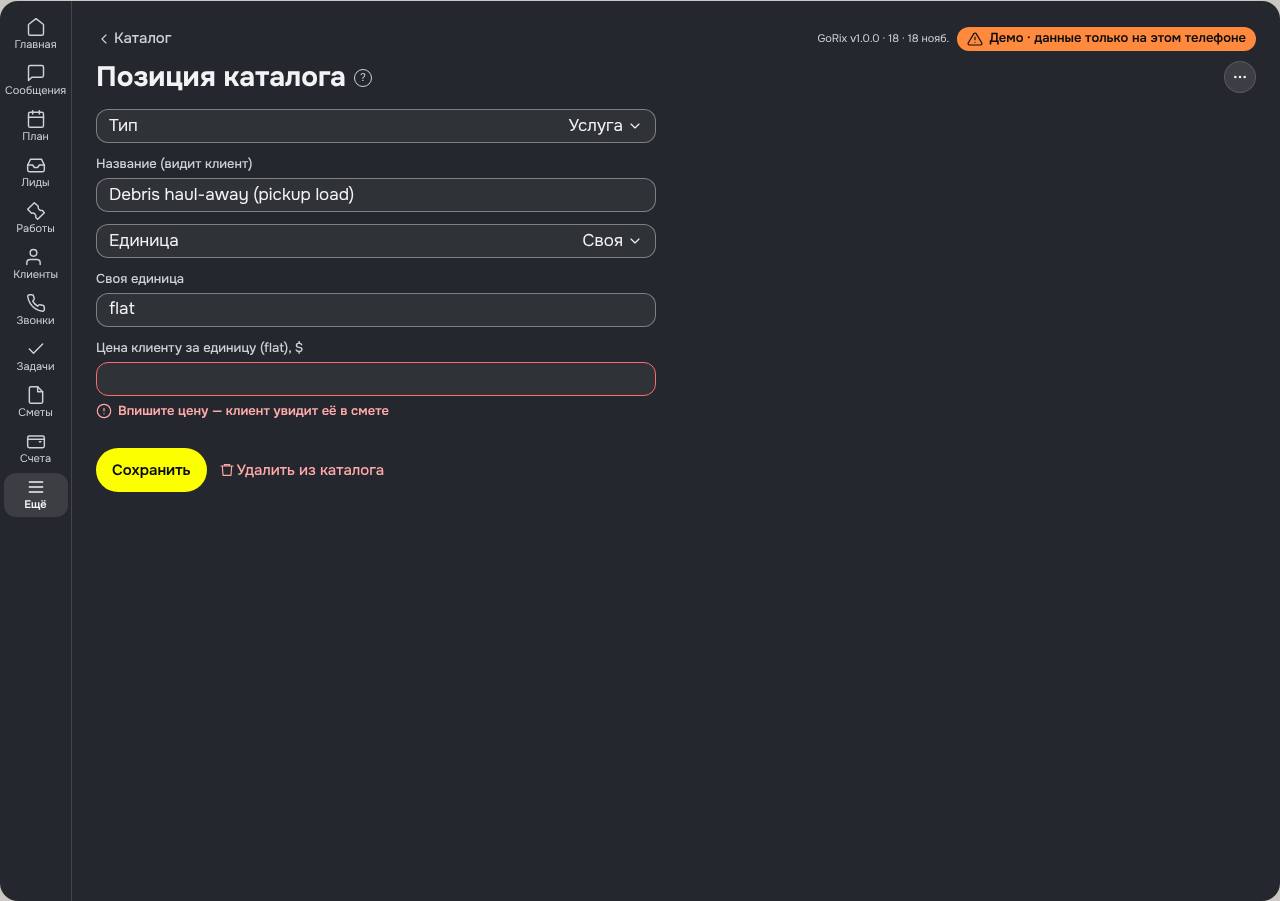 Главная
Сообщения
План
Лиды
Работы
Клиенты
Звонки
Задачи
Сметы
Счета
Ещё
Каталог
GoRix v1.0.0 · 18 · 18 нояб.
Демо · данные только на этом телефоне
Позиция каталога ?
Тип Услуга
Название (видит клиент)
Debris haul-away (pickup load)
Единица Своя
Своя единица
flat
Цена клиенту за единицу (flat), $
Впишите цену — клиент увидит её в смете
Сохранить
Удалить из каталога